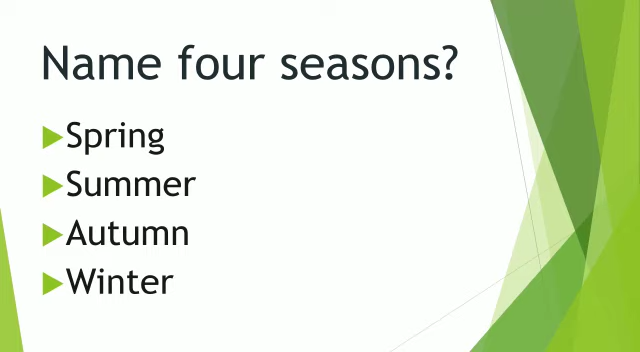 Name four seasons?
Spring
Summer
Autumn
Winter